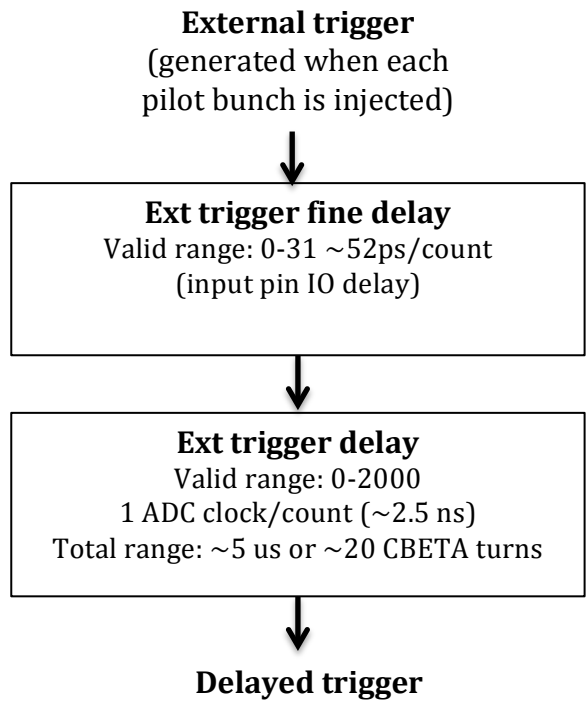 External trigger
(generated when each
pilot bunch is injected)
Ext trigger fine delay
Valid range: 0-31 ~52ps/count
(input pin IO delay)
Ext trigger delay
Valid range: 0-2000
1 ADC clock/count (~2.5 ns)
Total range: ~5 us or ~20 CBETA turns
Delayed trigger